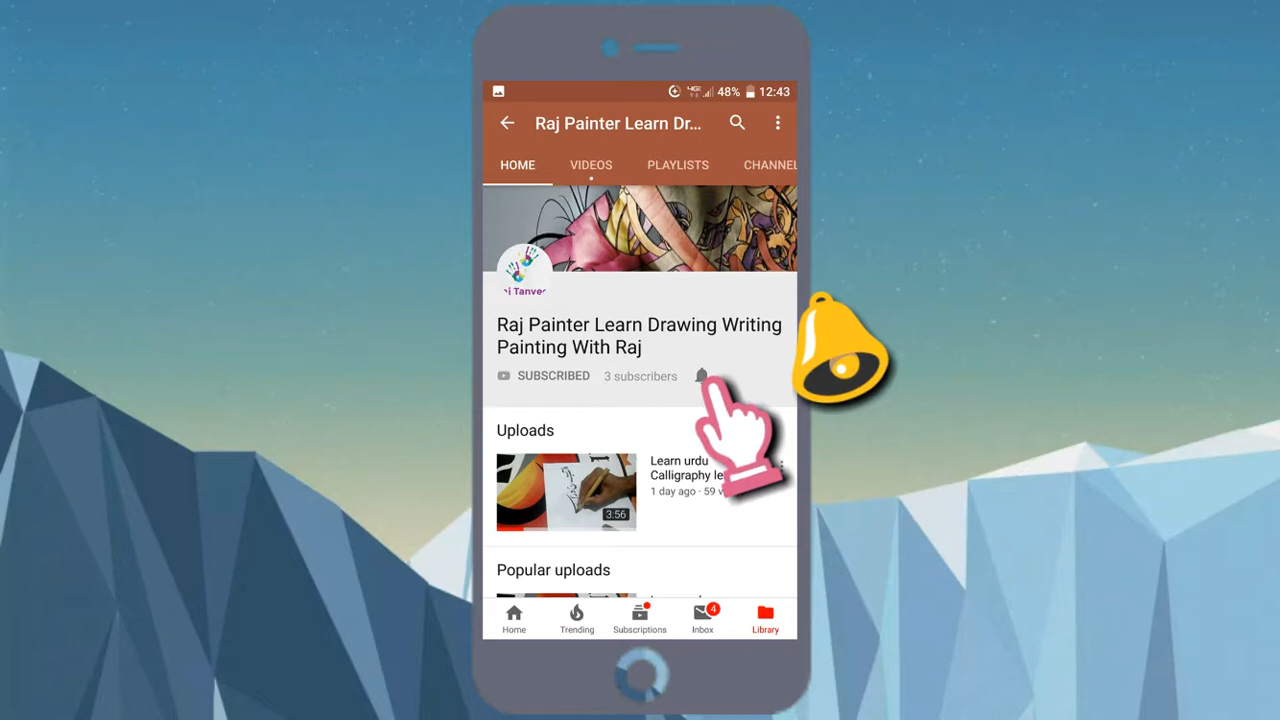 48% 12:43
Raj Painter Learn Dr...
HOME VIDEOS PLAYLISTS CHANNEL
Raj Painter Learn Drawing Writing
Painting With Raj
SUBSCRIBED 3 subscribers
Uploads
Learn urdu
Calligraphy le
1 day ago · 59 v
3:56
Popular uploads
4
Home Trending Subscriptions Inbox Library